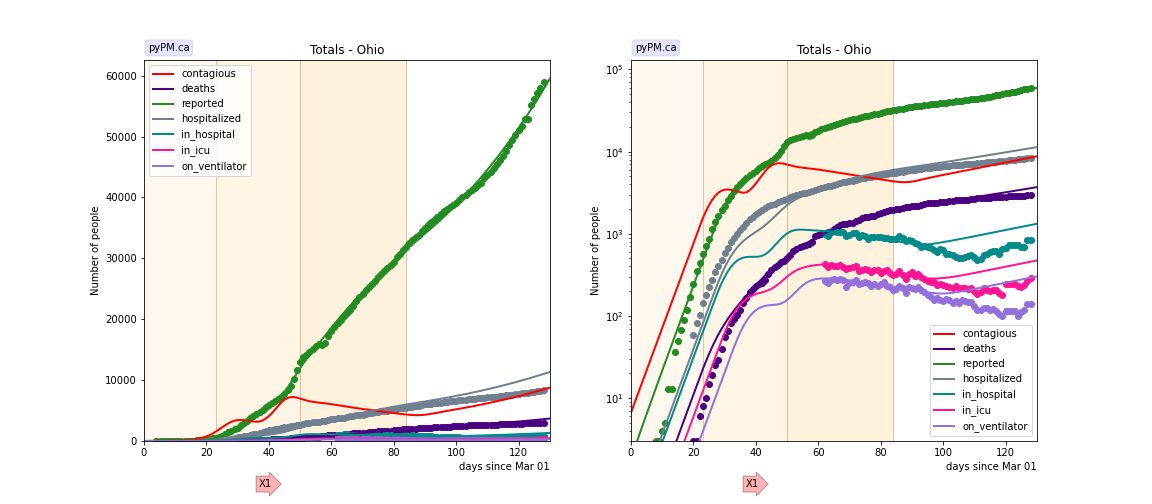 pyPM.ca
Totals - Ohio
Number of people
60000
50000
40000
30000
20000
10000
0
contagious
deaths
reported
hospitalized
in_hospital
in_icu
on_ventilator
0 20 40 60 80 100 120
days since Mar 01
X1
pyPM.ca
Totals - Ohio
Number of people
10^5
10^4
10^3
10^2
10^1
contagious
deaths
reported
hospitalized
in_hospital
in_icu
on_ventilator
0 20 40 60 80 100 120
days since Mar 01
X1